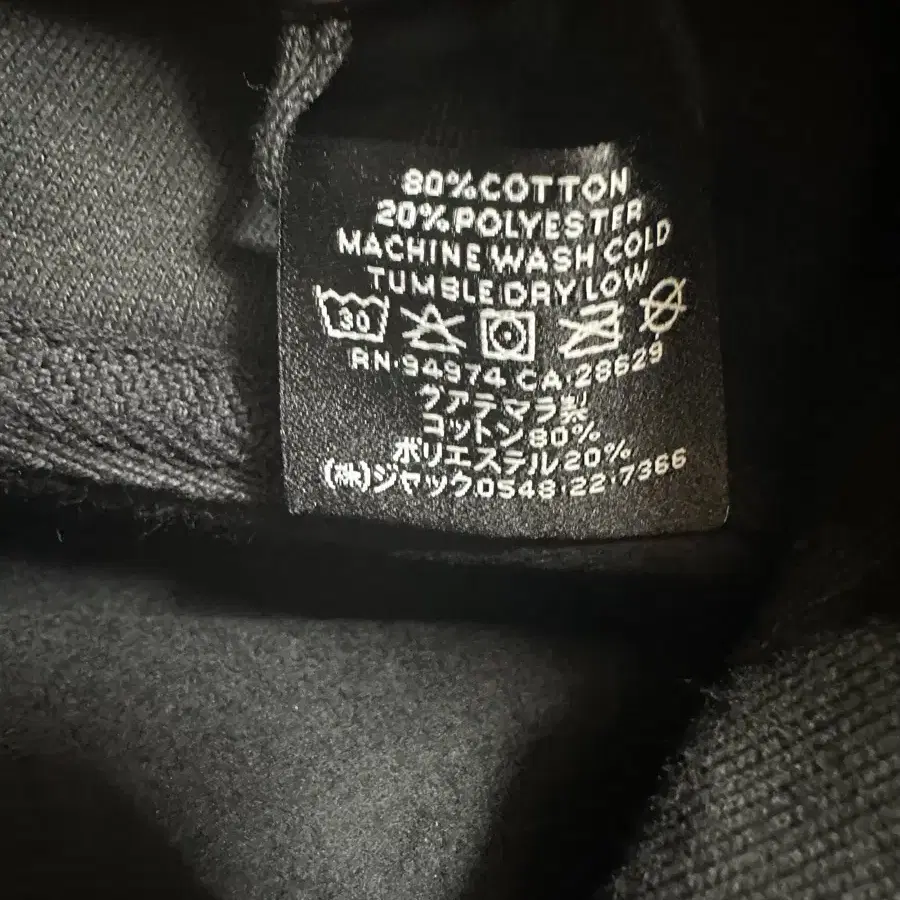 80%COTTON
20%POLYESTER
MACHINE WASH COLD
TUMBLE DRY LOW
30
RN·94974 CA·28629
グアテマラ製
コットン80%
ポリエステル20%
(株)ジャック0548·22·7366